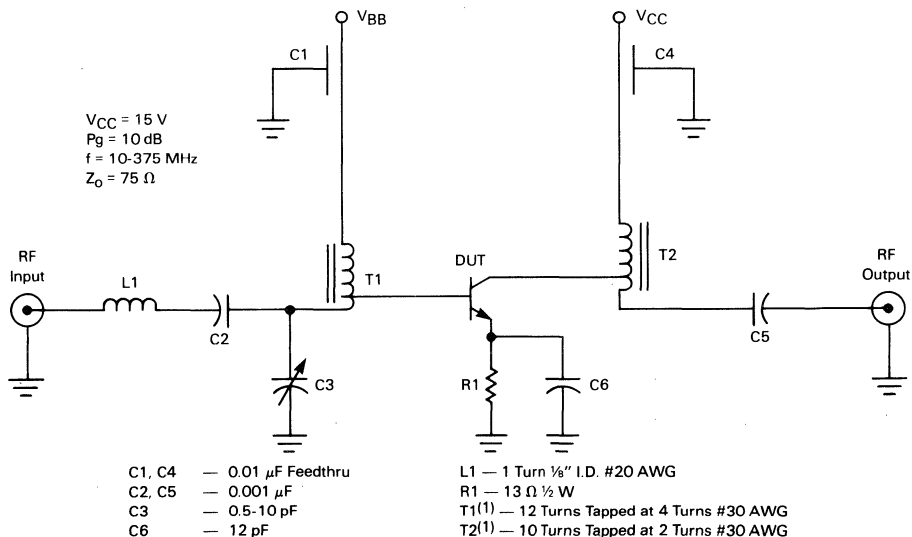 VBB
VCC
C1
C4
VCC = 15 V
Pg = 10 dB
f = 10-375 MHz
Zo = 75 Ω
RF
Input
L1
T1
DUT
T2
RF
Output
C2
C5
C3
R1
C6
C1, C4 — 0.01 μF Feedthru
C2, C5 — 0.001 μF
C3 — 0.5-10 pF
C6 — 12 pF
L1 — 1 Turn ⅛″ I.D. #20 AWG
R1 — 13 Ω ½ W
T1(1) — 12 Turns Tapped at 4 Turns #30 AWG
T2(1) — 10 Turns Tapped at 2 Turns #30 AWG